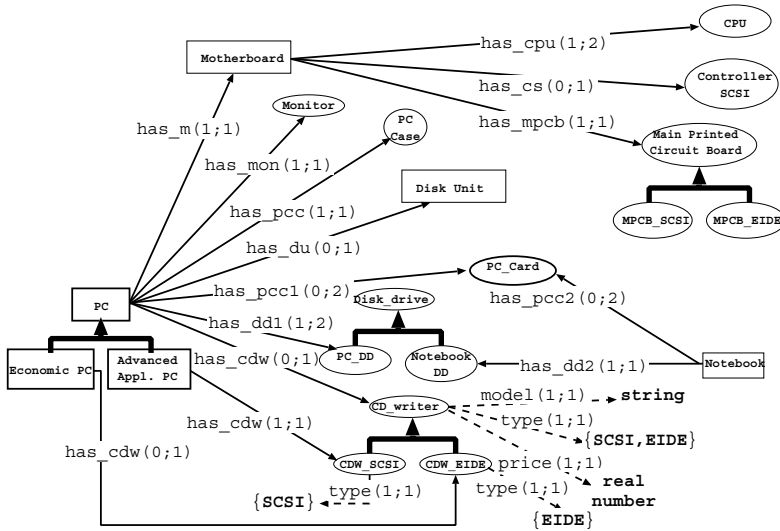 CPU
has_cpu(1;2)
Motherboard
has_cs(0;1)
Controller
SCSI
Monitor
PC
Case
has_mpcb(1;1)
has_m(1;1)
Main Printed
Circuit Board
has_mon(1;1)
Disk Unit
has_pcc(1;1)
MPCB_SCSI
MPCB_EIDE
has_du(0;1)
PC_Card
has_pcc1(0;2)
Disk_drive
has_pcc2(0;2)
PC
has_dd1(1;2)
PC_DD
Notebook
DD
has_dd2(1;1)
Notebook
has_cdw(0;1)
Economic PC
Advanced
Appl. PC
model(1;1)
string
CD_writer
type(1;1)
has_cdw(1;1)
{SCSI,EIDE}
has_cdw(0;1)
CDW_SCSI
CDW_EIDE
price(1;1)
real
number
type(1;1)
type(1;1)
{SCSI}
{EIDE}